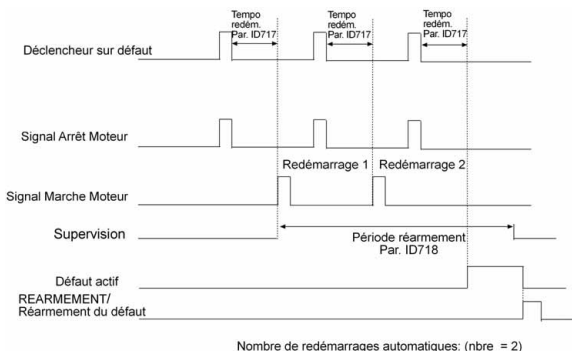 Tempo
redém.
Par. ID717
Tempo
redém.
Par. ID717
Tempo
redém.
Par. ID717
Déclencheur sur défaut
Signal Arrêt Moteur
Redémarrage 1
Redémarrage 2
Signal Marche Moteur
Supervision
Période réarmement
Par. ID718
Défaut actif
REARMEMENT/
Réarmement du défaut
Nombre de redémarrages automatiques: (nbre = 2)